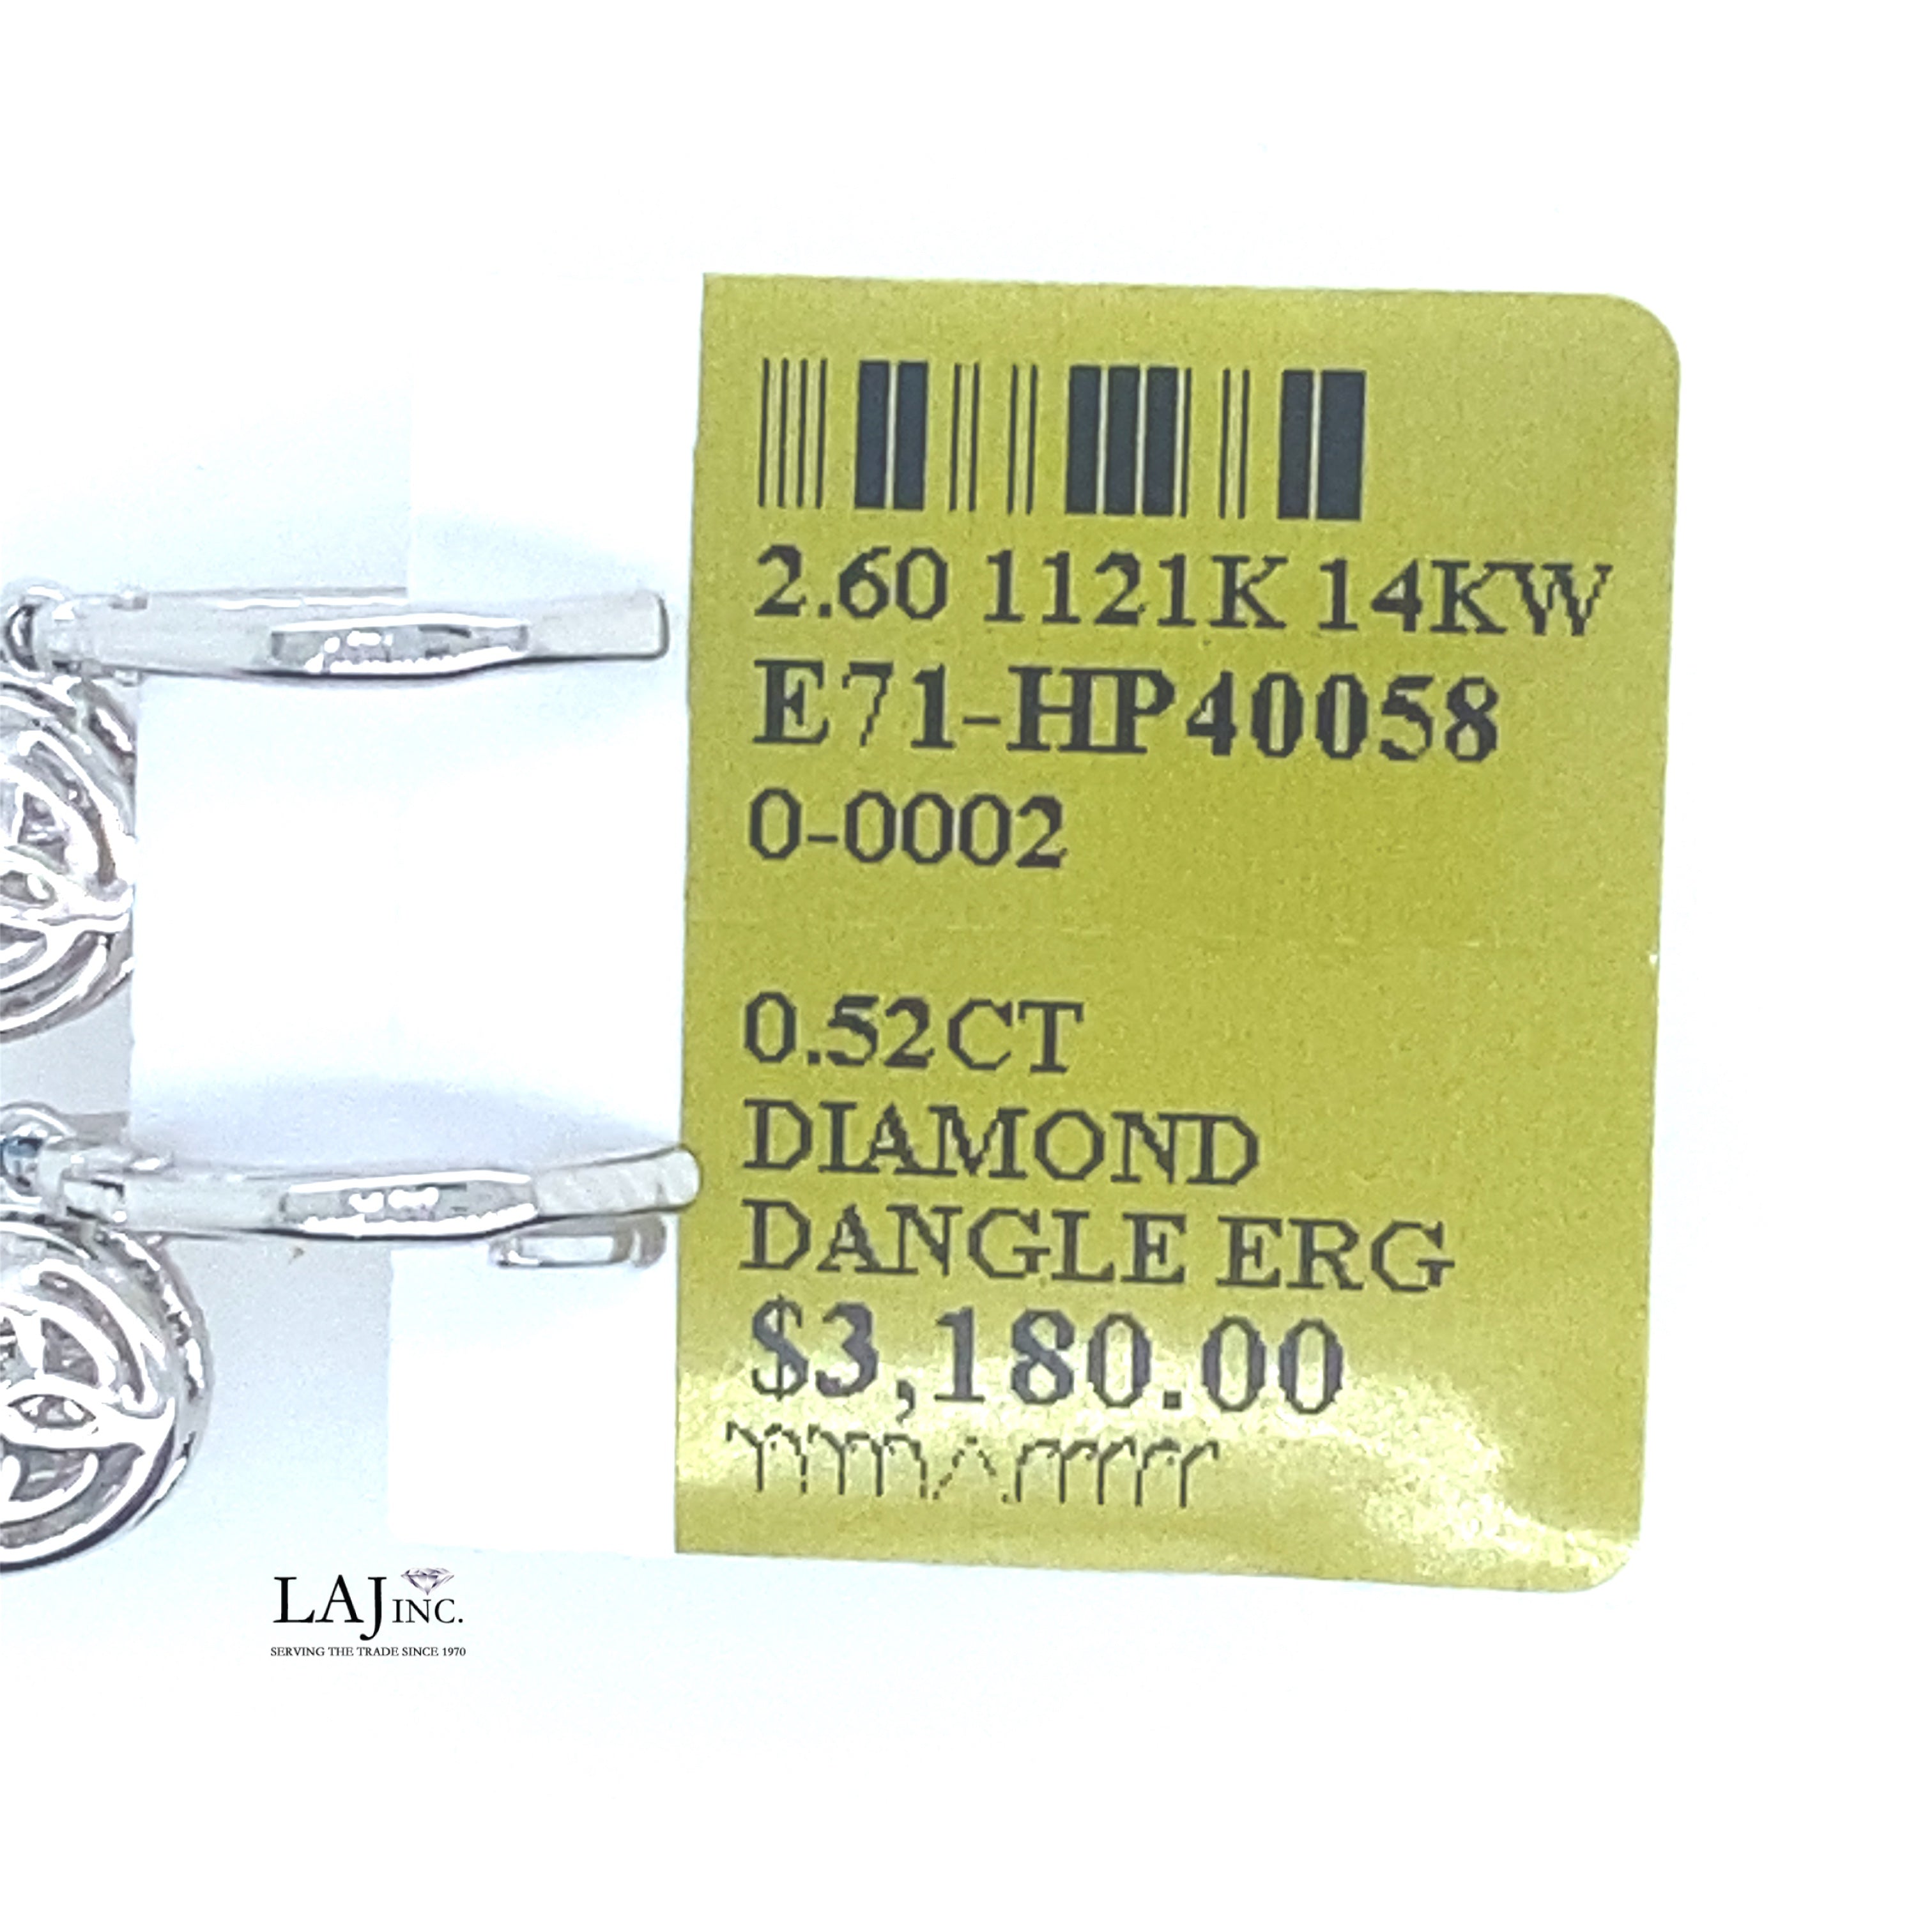 2.60 1121K 14KW
E71-HP40058
0-0002
0.52CT
DIAMOND
DANGLE ERG
$3,180.00
LAJ INC.
SERVING THE TRADE SINCE 1970